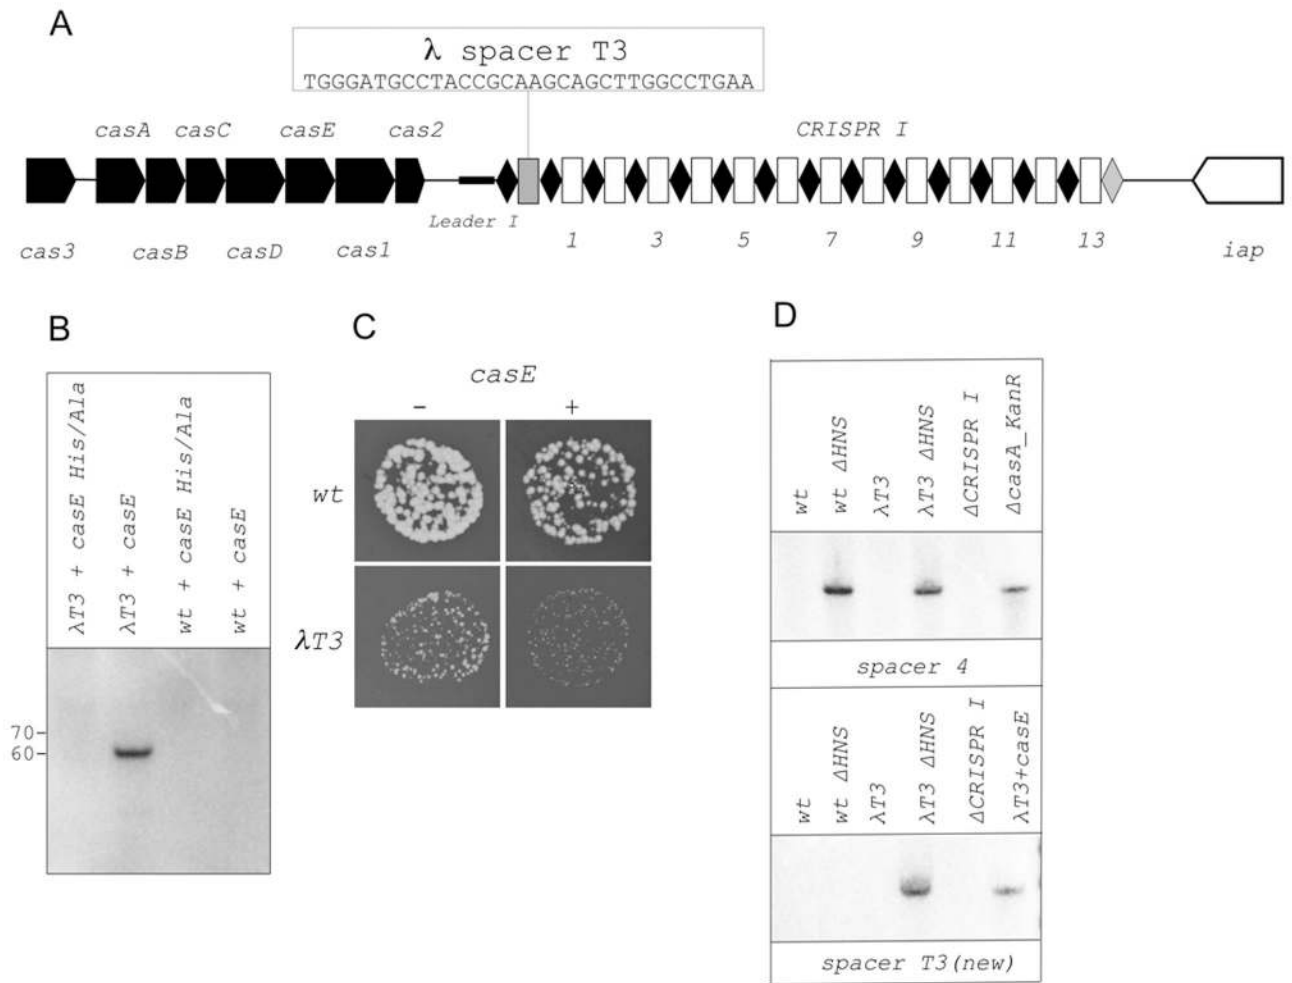 A
λ spacer T3
TGGGATGCCTACCGCAAGCAGCTTGGCCTGAA
casA casC casE cas2 CRISPR I
Leader I
cas3 casB casD cas1 1 3 5 7 9 11 13 iap
B
λT3 + casE His/Ala
λT3 + casE
wt + casE His/Ala
wt + casE
70-
60-
C
casE
- +
wt
λT3
D
wt
wt ΔHNS
λT3
λT3 ΔHNS
ΔCRISPR I
ΔcasA_KanR
spacer 4
wt
wt ΔHNS
λT3
λT3 ΔHNS
ΔCRISPR I
λT3+casE
spacer T3(new)